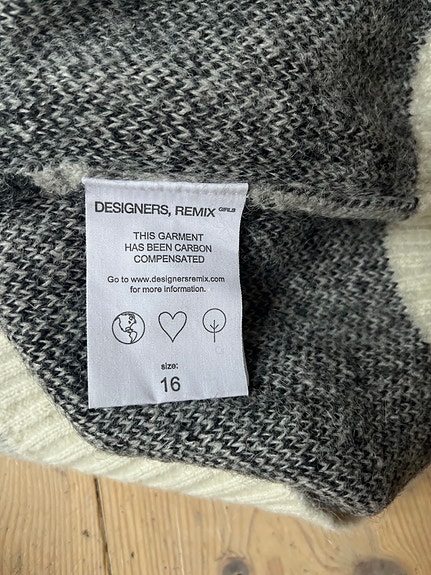 DESIGNERS, REMIX GIRLS
THIS GARMENT
HAS BEEN CARBON
COMPENSATED
Go to www.designersremix.com
for more information.
size:
16